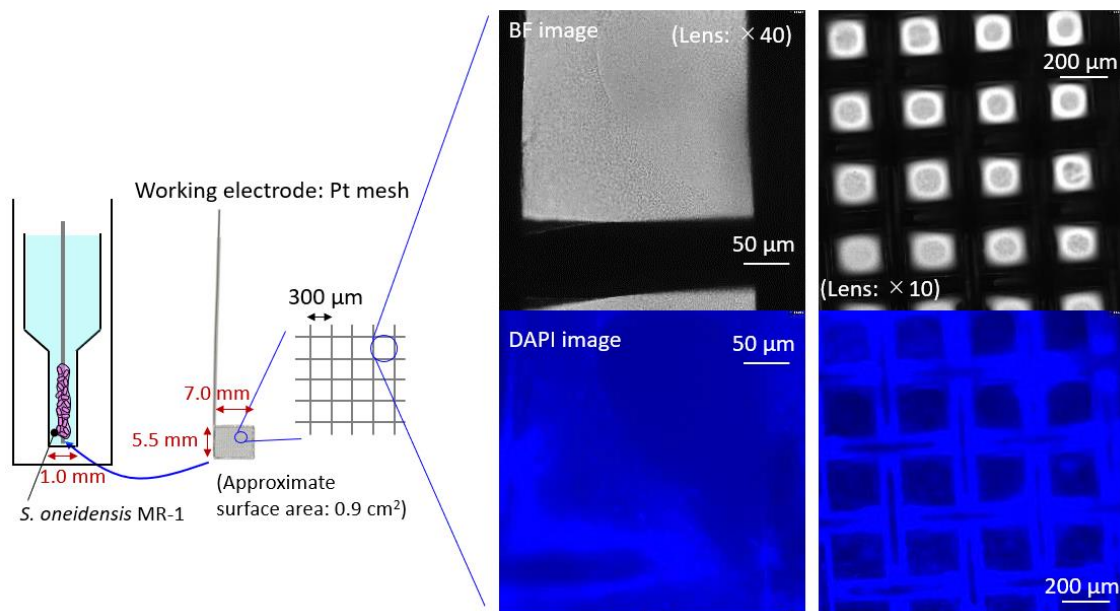 BF image
(Lens: ×40)
200 µm
Working electrode: Pt mesh
50 µm
300 µm
(Lens: ×10)
DAPI image
50 µm
7.0 mm
5.5 mm
1.0 mm
(Approximate
surface area: 0.9 cm²)
S. oneidensis MR-1
200 µm